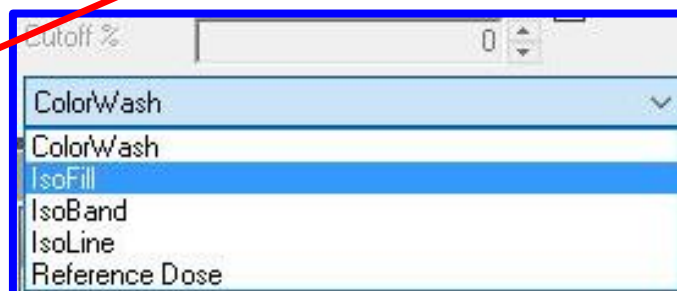 Cutoff %
0
ColorWash
ColorWash
IsoFill
IsoBand
IsoLine
Reference Dose